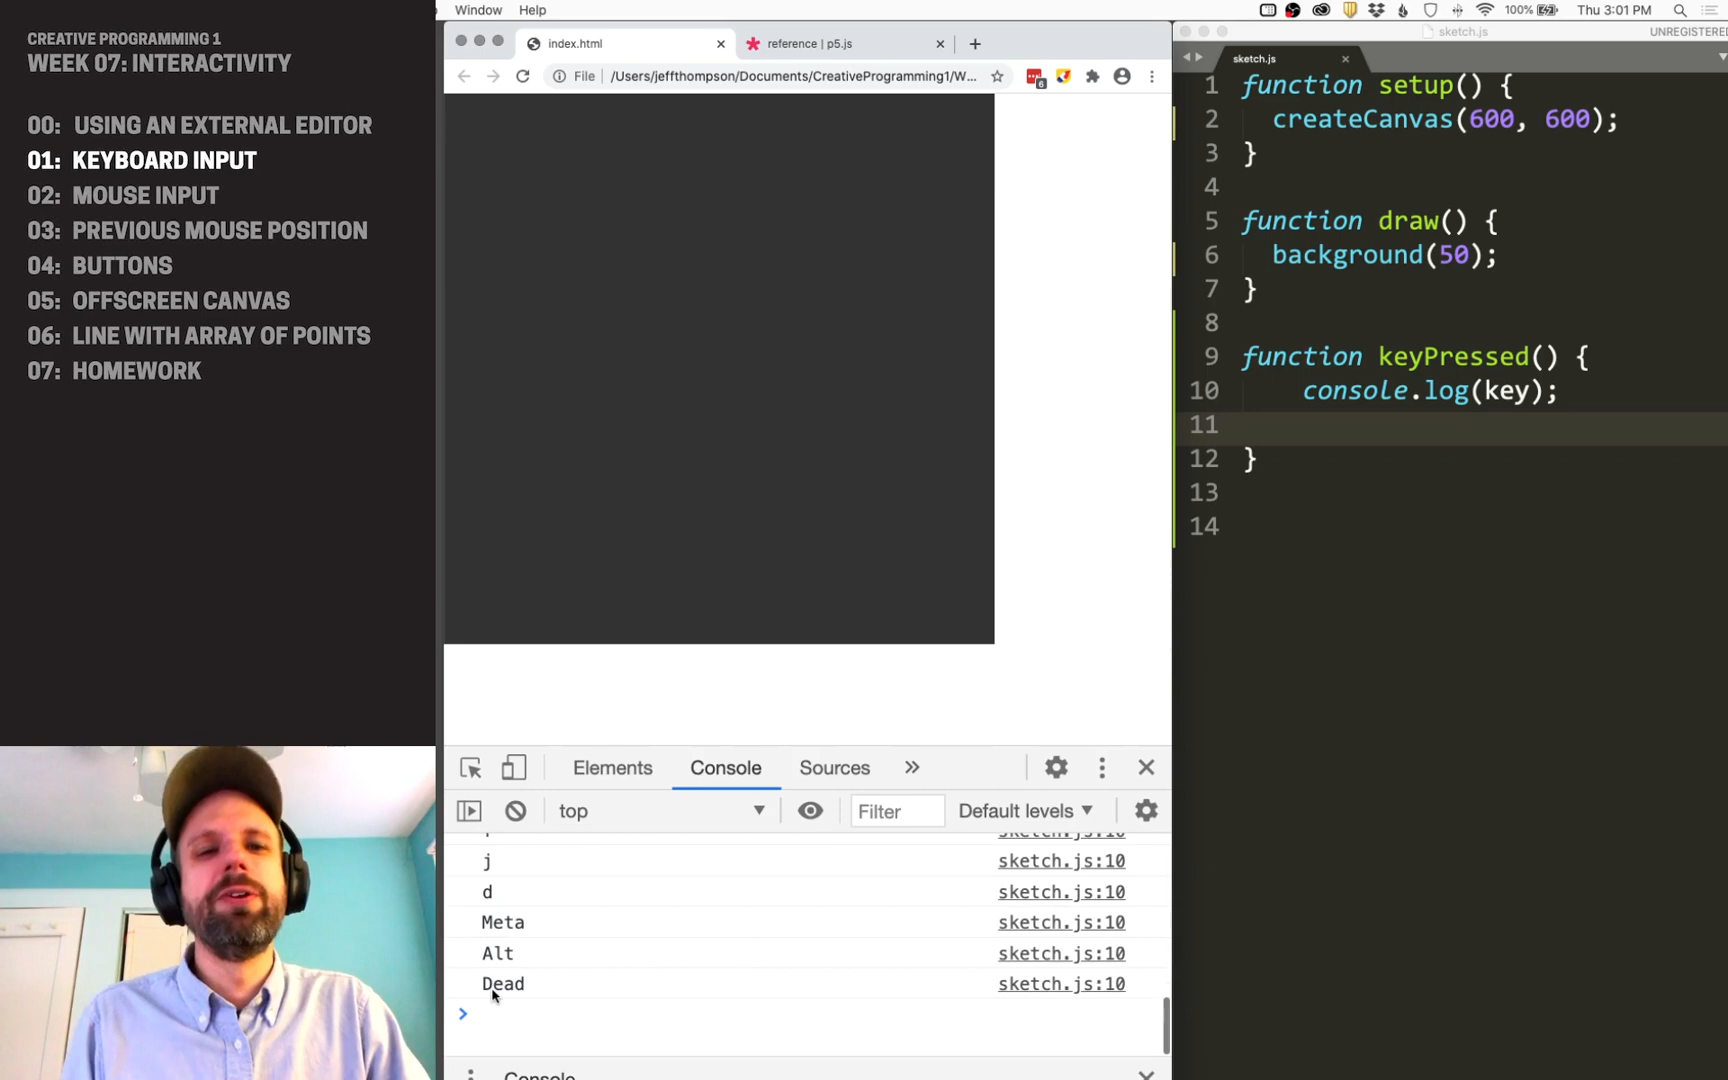 CREATIVE PROGRAMMING 1
WEEK 07: INTERACTIVITY
00: USING AN EXTERNAL EDITOR
01: KEYBOARD INPUT
02: MOUSE INPUT
03: PREVIOUS MOUSE POSITION
04: BUTTONS
05: OFFSCREEN CANVAS
06: LINE WITH ARRAY OF POINTS
07: HOMEWORK
Window Help
100% Thu 3:01 PM
index.html
reference | p5.js
File /Users/jeffthompson/Documents/CreativeProgramming1/W...
6
Elements Console Sources
top Filter Default levels
sketch.js:10
j sketch.js:10
d sketch.js:10
Meta sketch.js:10
Alt sketch.js:10
Dead sketch.js:10
>
Console
sketch.js UNREGISTERED
sketch.js
1 function setup() {
2 createCanvas(600, 600);
3 }
4
5 function draw() {
6 background(50);
7 }
8
9 function keyPressed() {
10 console.log(key);
11
12 }
13
14